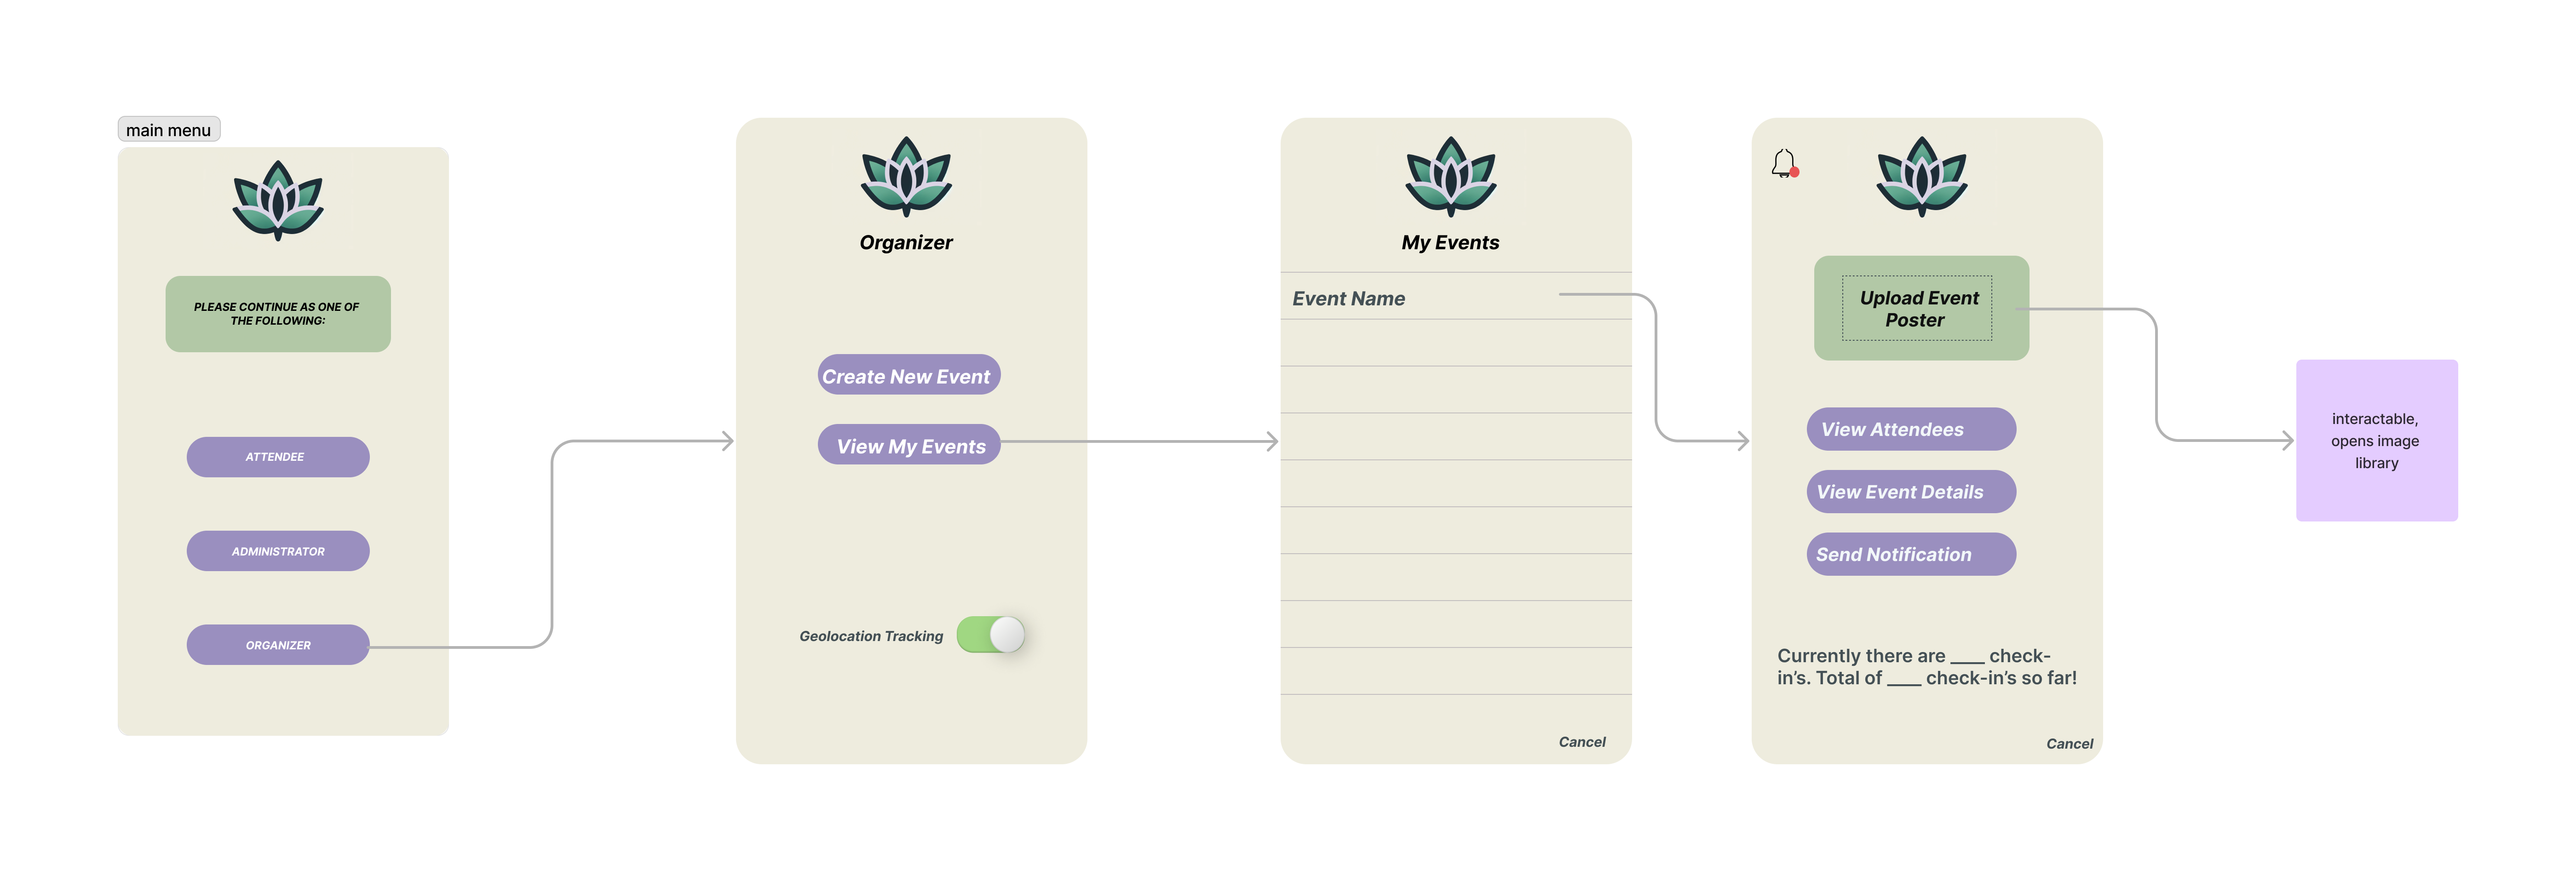 main menu
PLEASE CONTINUE AS ONE OF
THE FOLLOWING:
ATTENDEE
ADMINISTRATOR
ORGANIZER
Organizer
Create New Event
View My Events
Geolocation Tracking
My Events
Event Name
Cancel
Upload Event
Poster
View Attendees
View Event Details
Send Notification
Currently there are ____ check-
in’s. Total of ____ check-in’s so far!
Cancel
interactable,
opens image
library